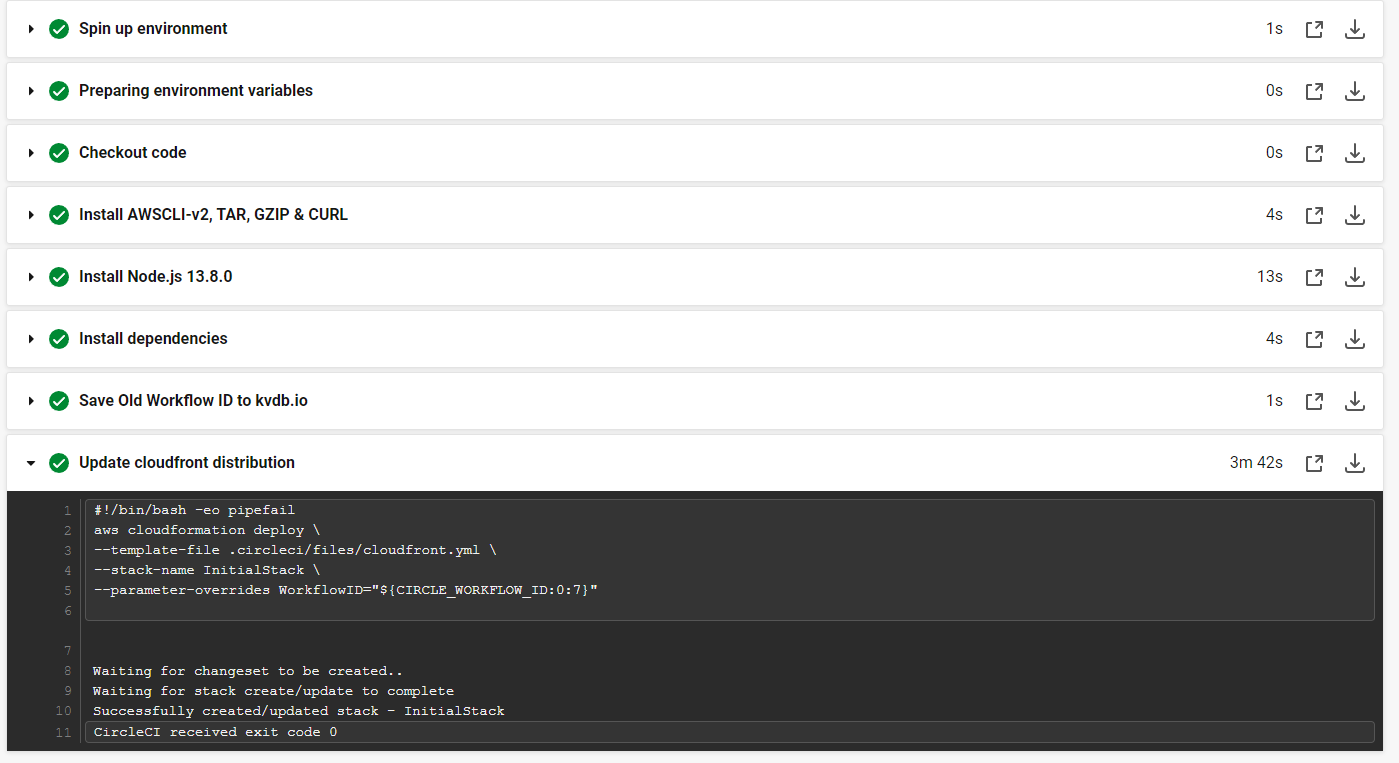 Spin up environment 1s
Preparing environment variables 0s
Checkout code 0s
Install AWSCLI-v2, TAR, GZIP & CURL 4s
Install Node.js 13.8.0 13s
Install dependencies 4s
Save Old Workflow ID to kvdb.io 1s
Update cloudfront distribution 3m 42s
1 #!/bin/bash -eo pipefail
2 aws cloudformation deploy \
3 --template-file .circleci/files/cloudfront.yml \
4 --stack-name InitialStack \
5 --parameter-overrides WorkflowID="${CIRCLE_WORKFLOW_ID:0:7}"
6
7
8 Waiting for changeset to be created..
9 Waiting for stack create/update to complete
10 Successfully created/updated stack - InitialStack
11 CircleCI received exit code 0